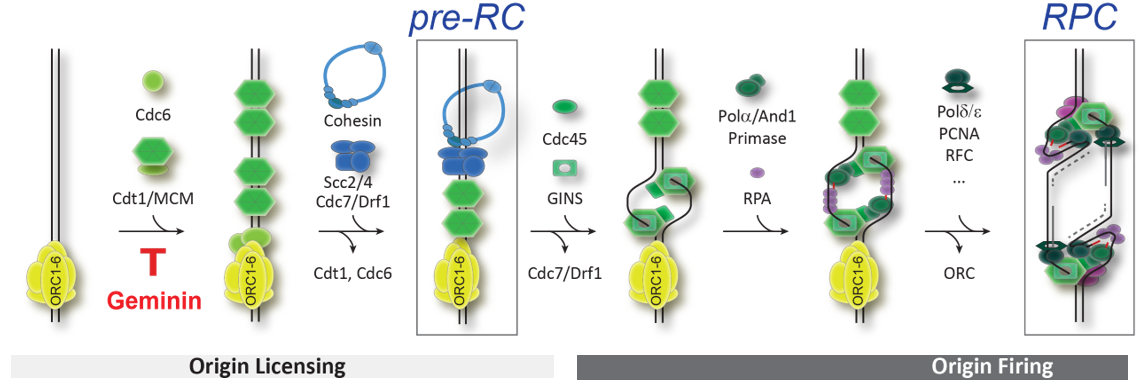 pre-RC
RPC
Cdc6
Cdt1/MCM
T
Geminin
Cohesin
Scc2/4
Cdc7/Drf1
Cdt1, Cdc6
Cdc45
GINS
Cdc7/Drf1
Polα/And1
Primase
RPA
Polδ/ε
PCNA
RFC
...
ORC
ORC1-6
ORC1-6
ORC1-6
ORC1-6
ORC1-6
Origin Licensing
Origin Firing